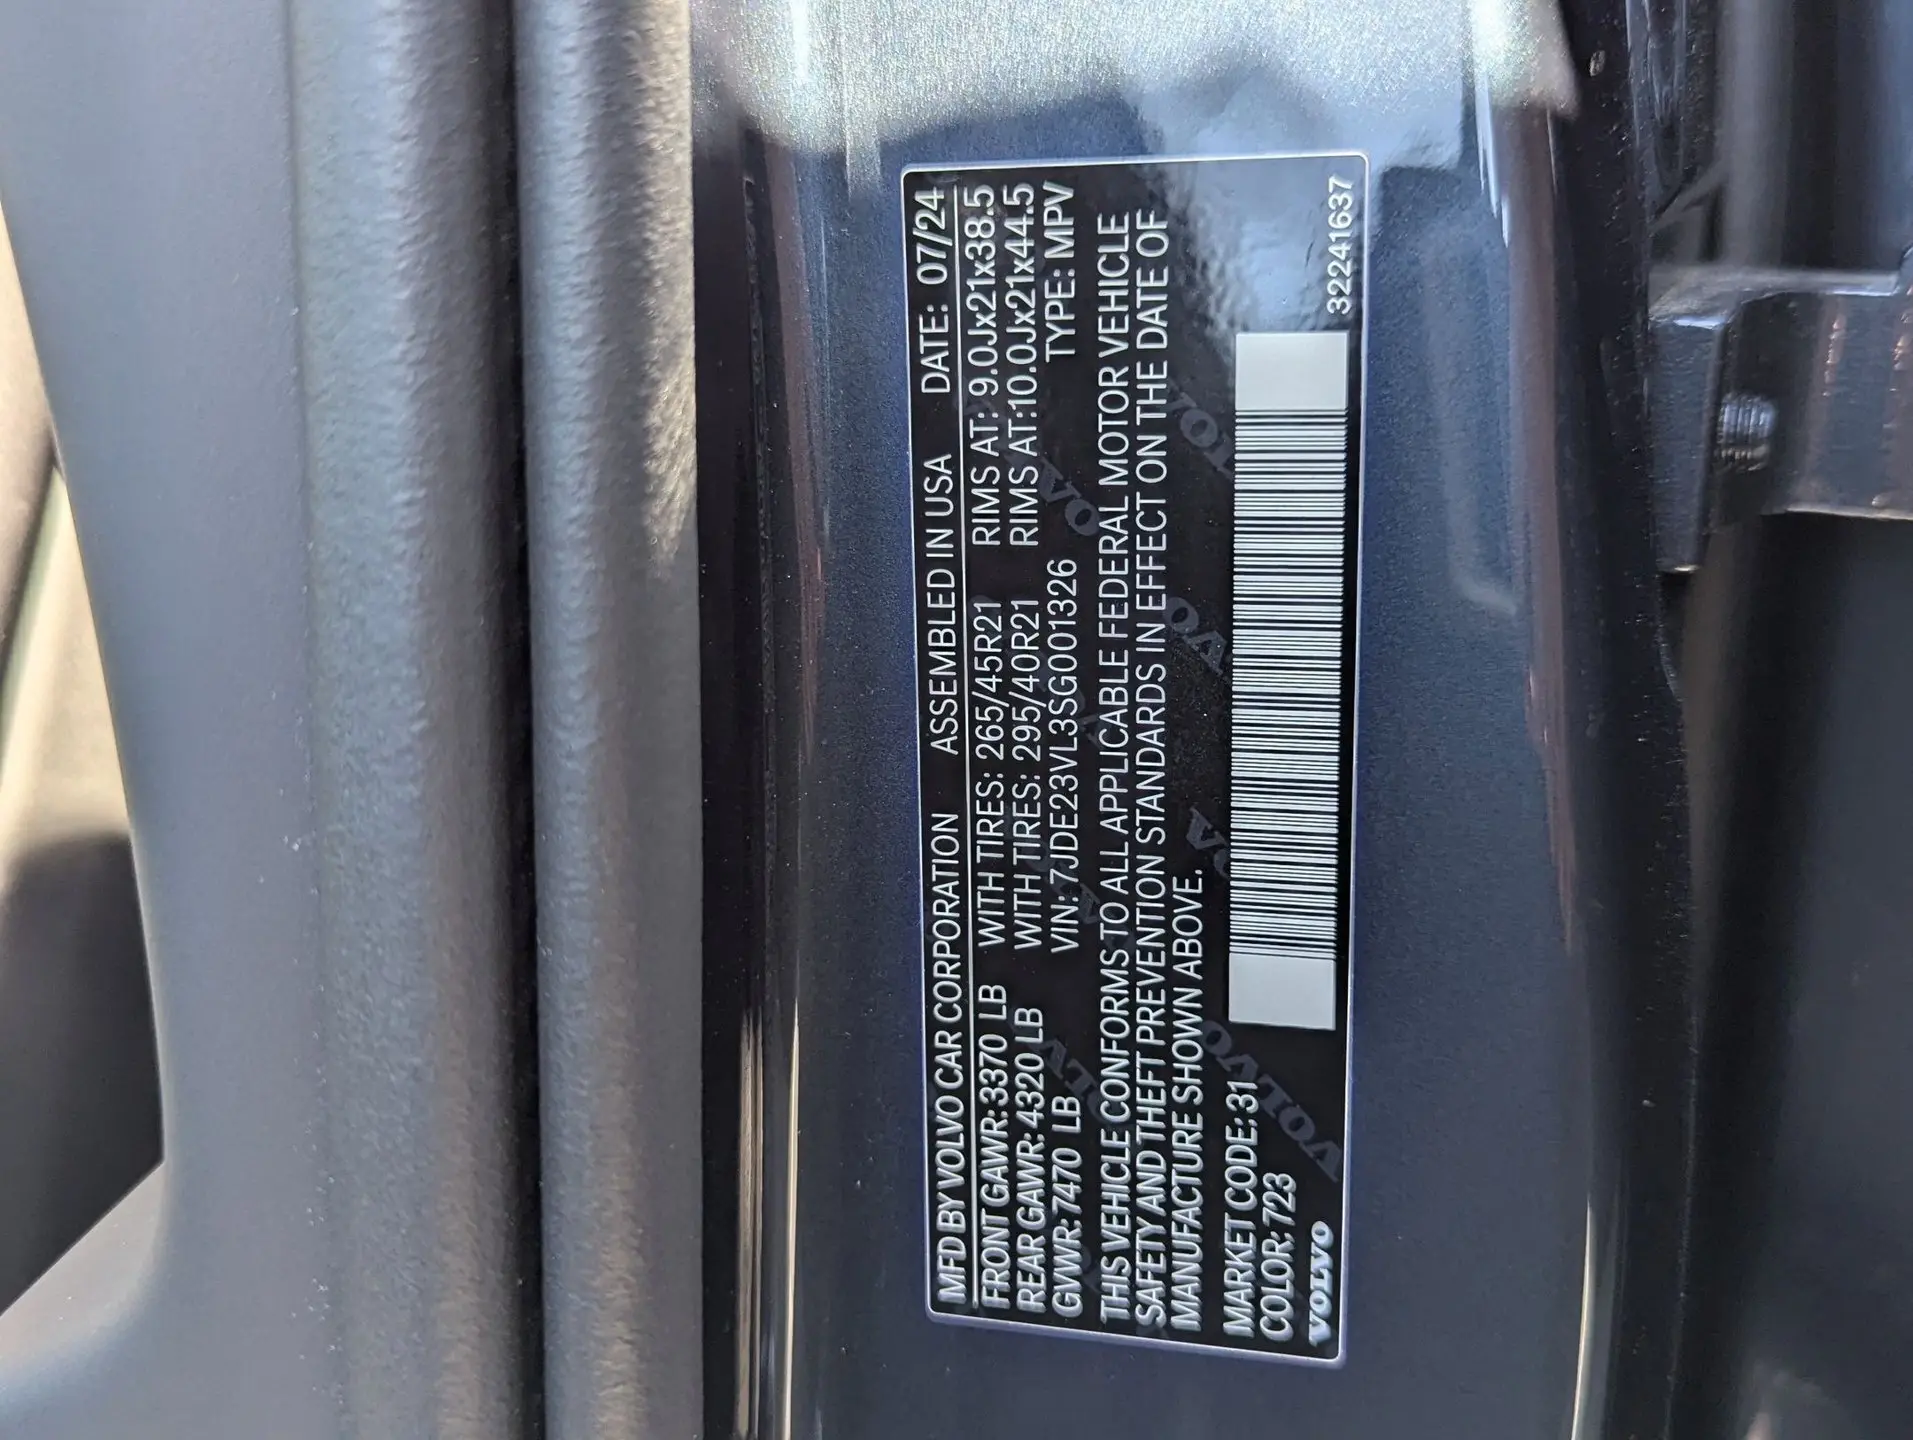 MFD BY VOLVO CAR CORPORATION ASSEMBLED IN USA DATE: 07/24
FRONT GAWR: 3370 LB WITH TIRES: 265/45R21 RIMS AT: 9.0Jx21x38.5
REAR GAWR: 4320 LB WITH TIRES: 295/40R21 RIMS AT:10.0Jx21x44.5
GVWR: 7470 LB VIN: 7JDE23VL3SG001326 TYPE: MPV
THIS VEHICLE CONFORMS TO ALL APPLICABLE FEDERAL MOTOR VEHICLE
SAFETY AND THEFT PREVENTION STANDARDS IN EFFECT ON THE DATE OF
MANUFACTURE SHOWN ABOVE.
MARKET CODE: 31
COLOR: 723
VOLVO 32241637